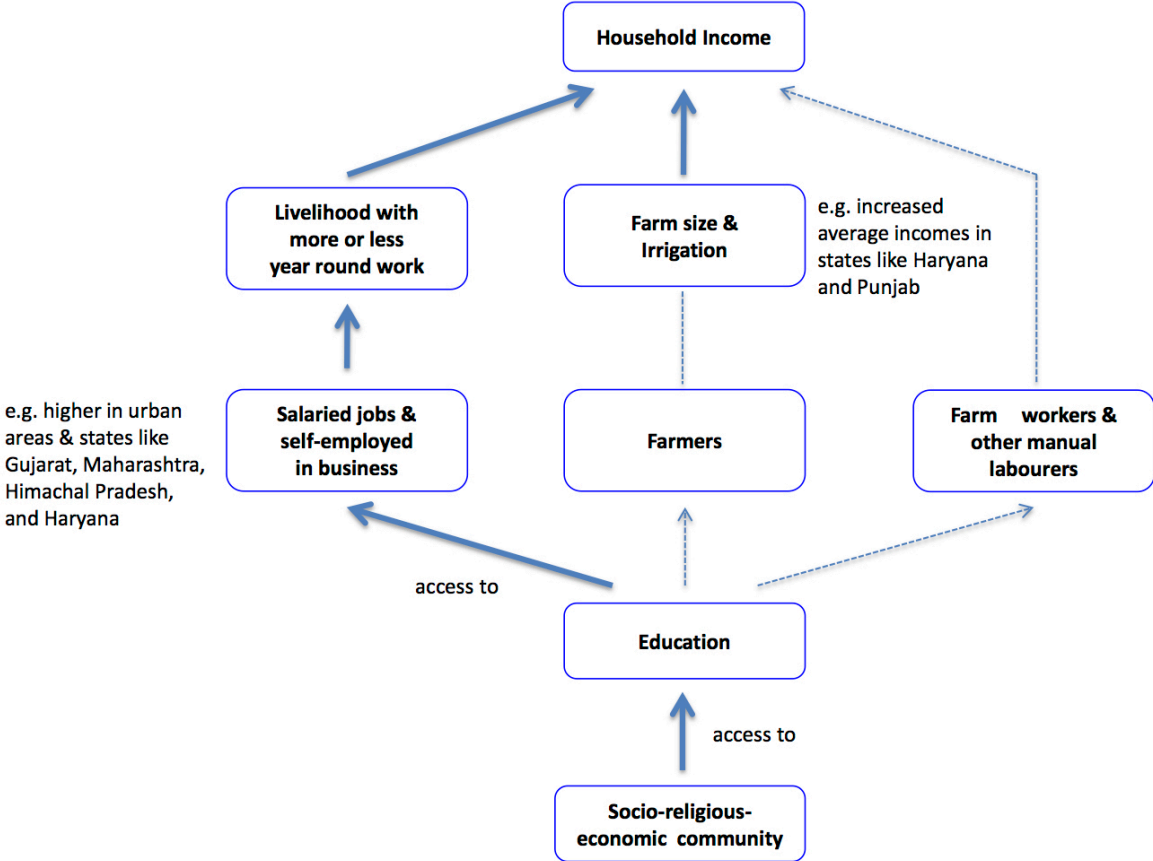 Household Income
Livelihood with
more or less
year round work
Farm size &
Irrigation
e.g. increased
average incomes in
states like Haryana
and Punjab
e.g. higher in urban
areas & states like
Gujarat, Maharashtra,
Himachal Pradesh,
and Haryana
Salaried jobs &
self-employed
in business
Farmers
Farm workers &
other manual
labourers
access to
Education
access to
Socio-religious-
economic community